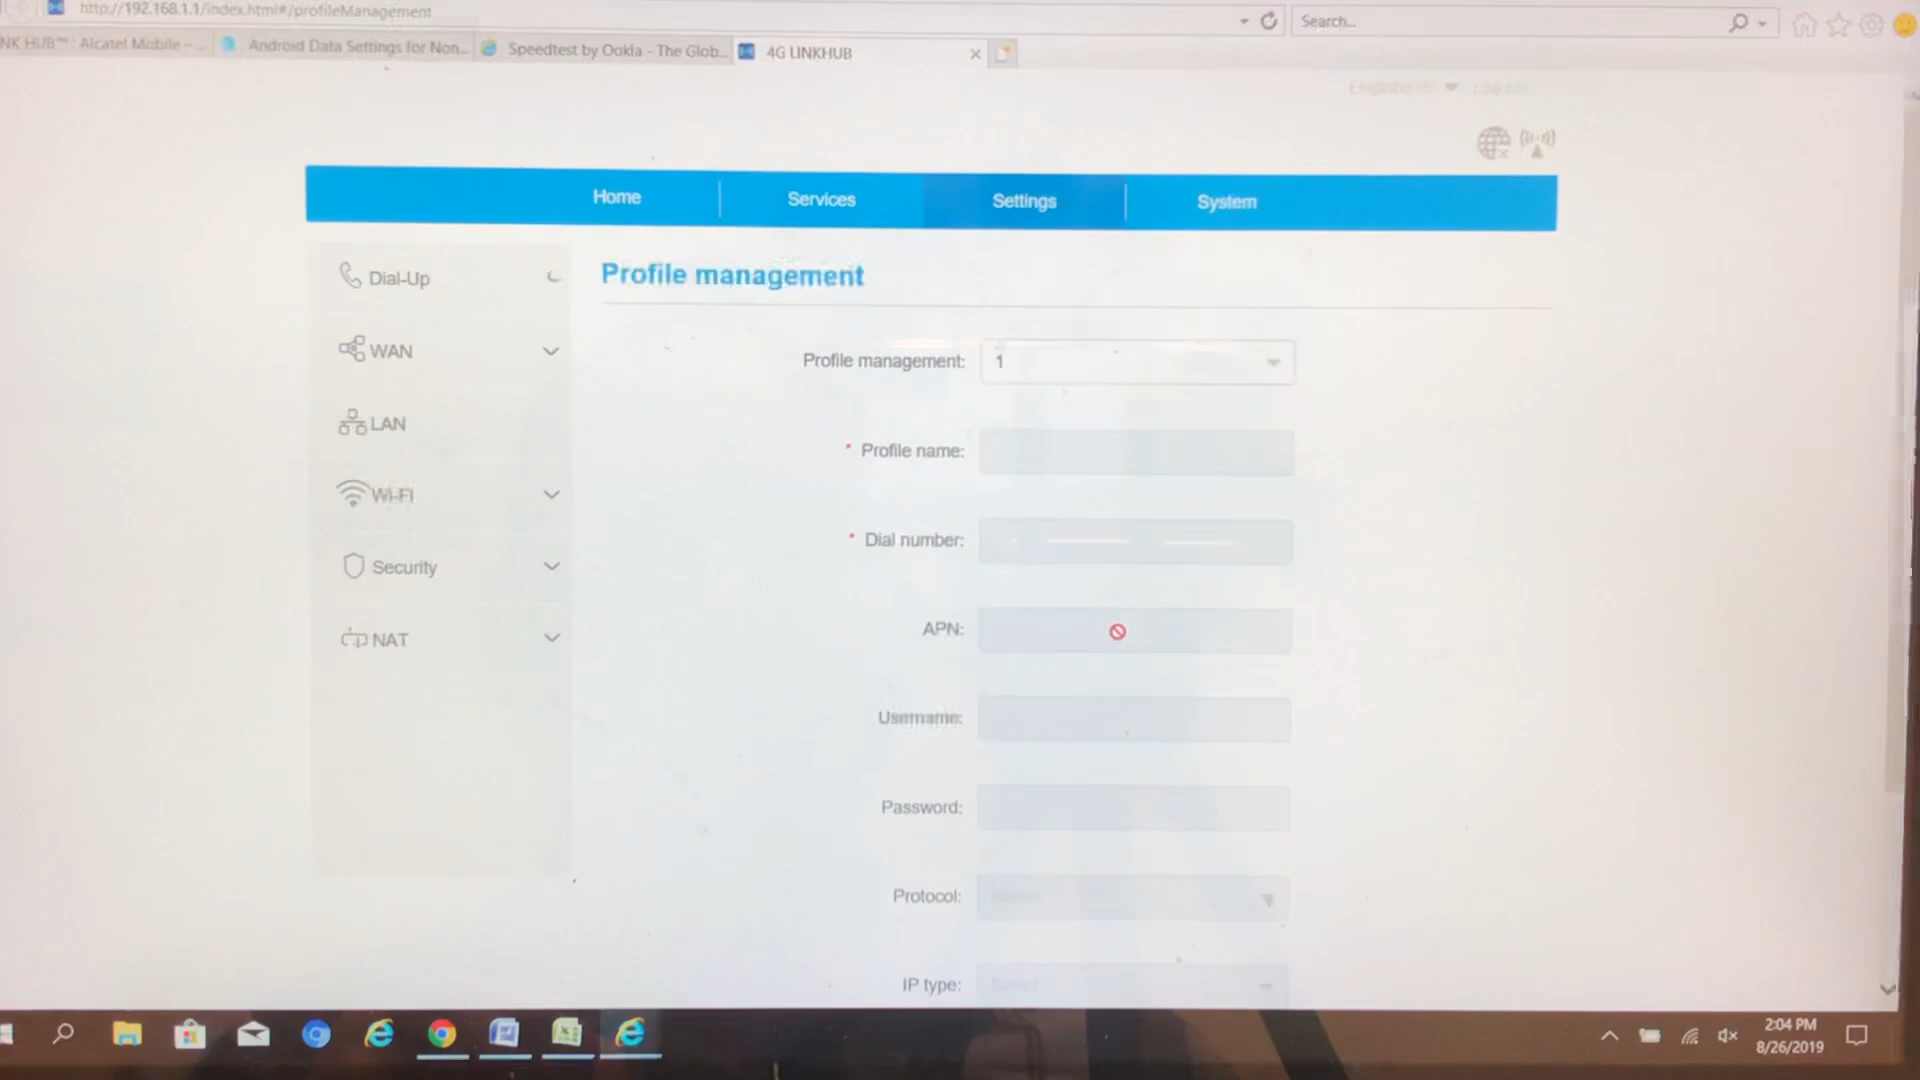 http://192.168.1.1/index.html#/profileManagement
Search...
NK HUB™ : Alcatel Mobile – ...
Android Data Settings for Non...
Speedtest by Ookla - The Glob...
4G LINKHUB
Home
Services
Settings
System
Dial-Up
WAN
LAN
Wi-Fi
Security
NAT
Profile management
Profile management: 1
* Profile name:
* Dial number:
APN:
Username:
Password:
Protocol:
IP type:
2:04 PM
8/26/2019